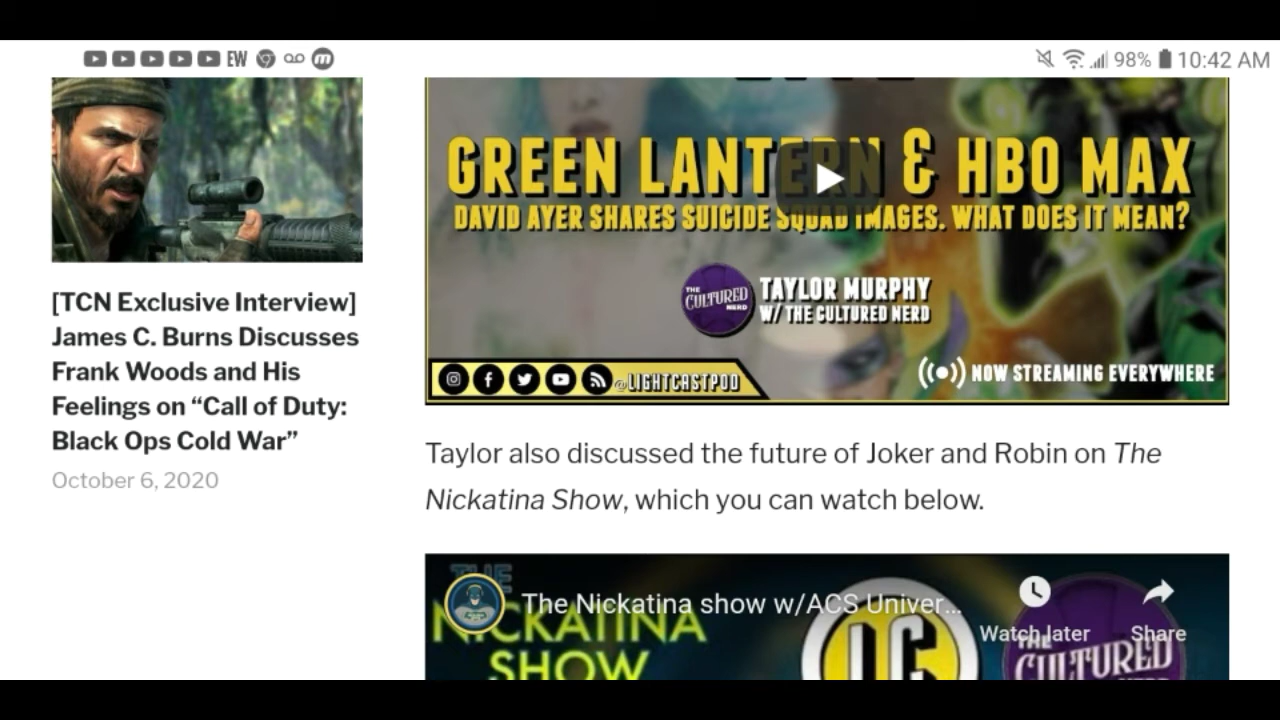 EW
98% 10:42 AM
[TCN Exclusive Interview]
James C. Burns Discusses
Frank Woods and His
Feelings on “Call of Duty:
Black Ops Cold War”
October 6, 2020
GREEN LANTERN & HBO MAX
DAVID AYER SHARES SUICIDE SQUAD IMAGES. WHAT DOES IT MEAN?
THE
CULTURED
NERD
TAYLOR MURPHY
W/ THE CULTURED NERD
@LIGHTCASTPOD
NOW STREAMING EVERYWHERE
Taylor also discussed the future of Joker and Robin on The
Nickatina Show, which you can watch below.
The Nickatina show w/ACS Univer...
Watch later
Share
THE
NICKATINA
SHOW
LC
THE
CULTURED
NERD